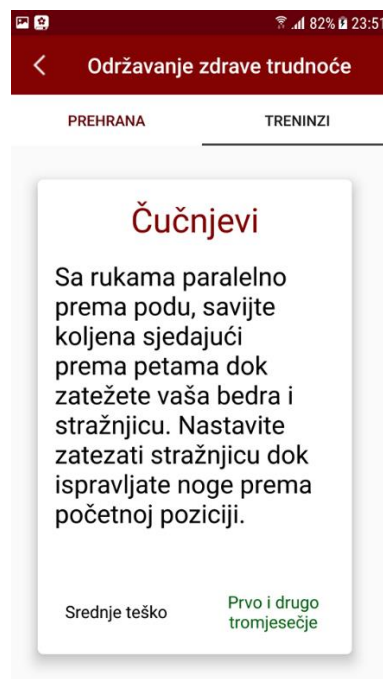 82% 23:51
Održavanje zdrave trudnoće
PREHRANA TRENINZI
Čučnjevi
Sa rukama paralelno
prema podu, savijte
koljena sjedajući
prema petama dok
zatežete vaša bedra i
stražnjicu. Nastavite
zatezati stražnjicu dok
ispravljate noge prema
početnoj poziciji.
Srednje teško
Prvo i drugo
tromjesečje